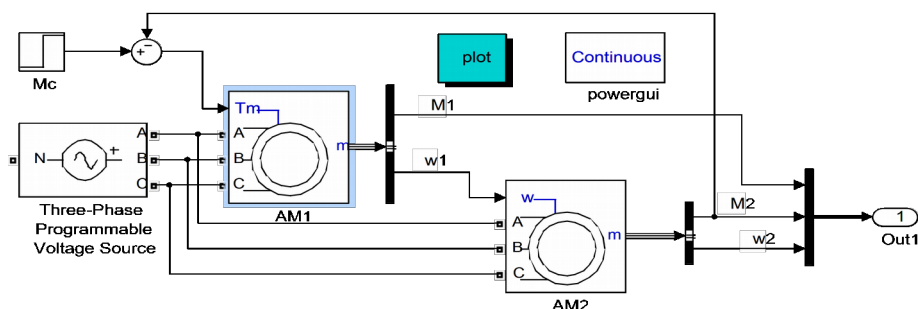 Mc
+ −
plot
Continuous
powergui
N
+
A
B
C
Three-Phase
Programmable
Voltage Source
Tm
A
B
C
m
AM1
M1
w1
w
A
B
C
m
AM2
M2
w2
1
Out1